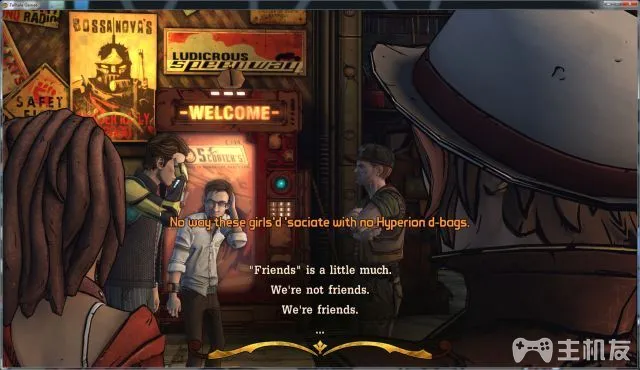 Telltale Games
NO RADIO
BOSSANOVA'S
LUDICROUS
SPEEDWAY
-WELCOME-
SCOOTER'S
No way these girls'd 'sociate with no Hyperion d-bags.
"Friends" is a little much.
We're not friends.
We're friends.
...
主机友